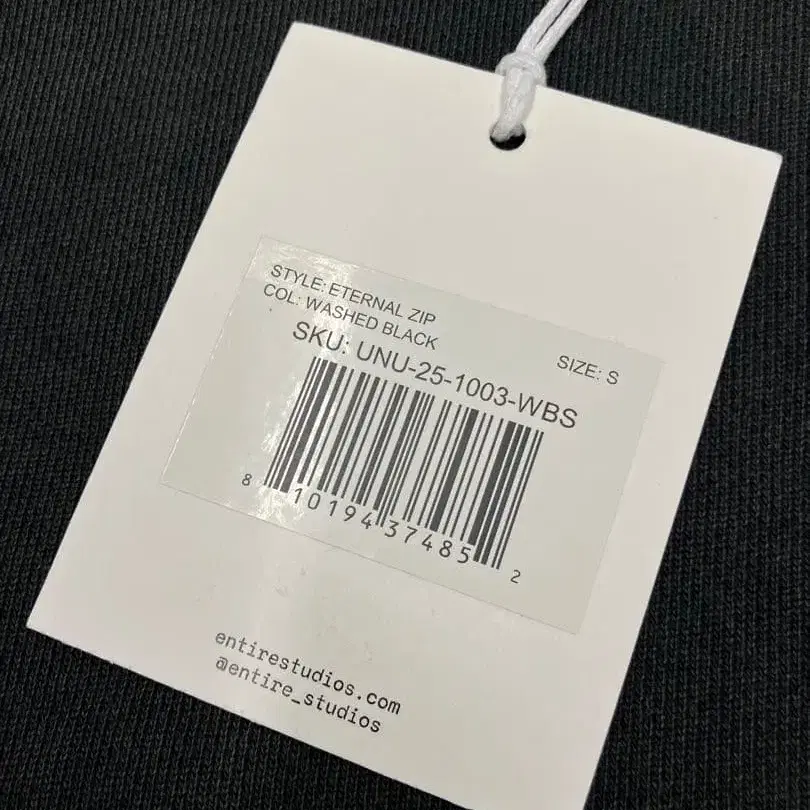 STYLE: ETERNAL ZIP
COL: WASHED BLACK
SIZE: S
SKU: UNU-25-1003-WBS
8 10194 37485 2
entirestudios.com
@entire_studios